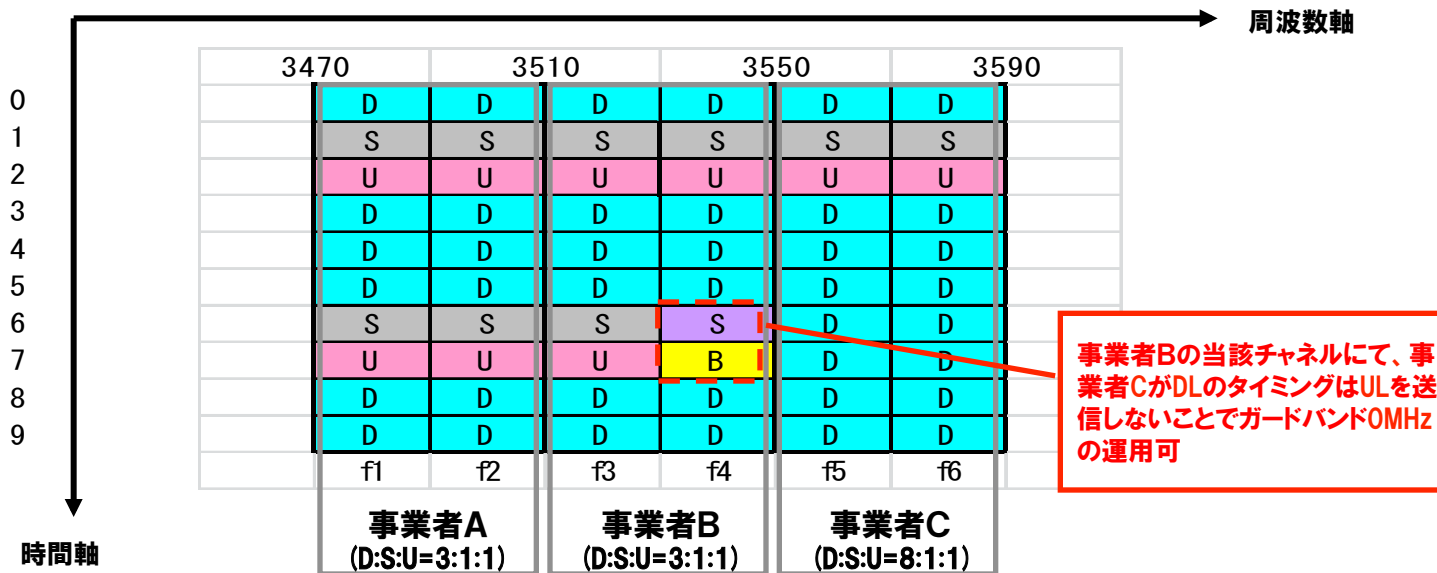 周波数軸
3470 3510 3550 3590
0 D D D D D D
1 S S S S S S
2 U U U U U U
3 D D D D D D
4 D D D D D D
5 D D D D D D
6 S S S S D D
7 U U U B D D
8 D D D D D D
9 D D D D D D
f1 f2 f3 f4 f5 f6
事業者Bの当該チャネルにて、事
業者CがDLのタイミングはULを送
信しないことでガードバンド0MHz
の運用可
事業者A 事業者B 事業者C
(D:S:U=3:1:1) (D:S:U=3:1:1) (D:S:U=8:1:1)
時間軸